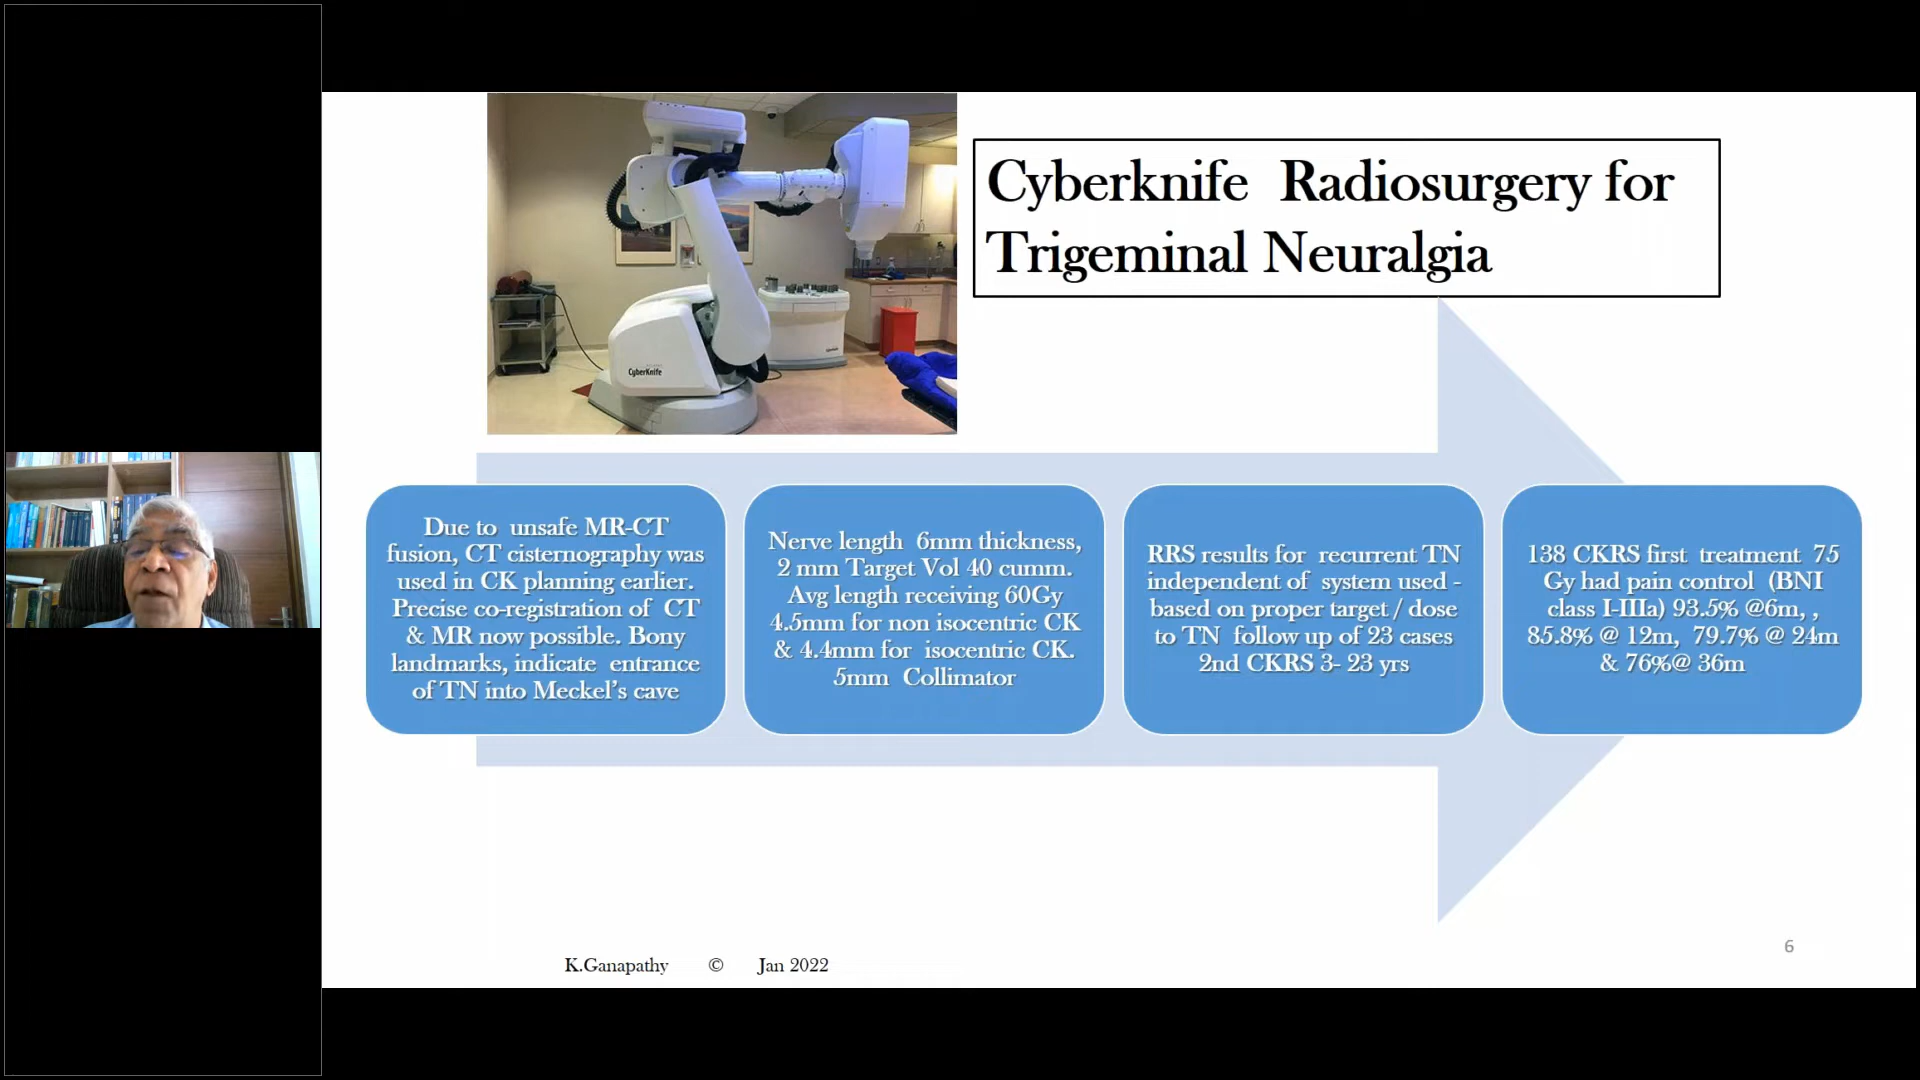 Cyberknife Radiosurgery for
Trigeminal Neuralgia
CyberKnife
Due to unsafe MR-CT
fusion, CT cisternography was
used in CK planning earlier.
Precise co-registration of CT
& MR now possible. Bony
landmarks, indicate entrance
of TN into Meckel's cave
Nerve length 6mm thickness,
2 mm Target Vol 40 cumm.
Avg length receiving 60Gy
4.5mm for non isocentric CK
& 4.4mm for isocentric CK.
5mm Collimator
RRS results for recurrent TN
independent of system used -
based on proper target / dose
to TN follow up of 23 cases
2nd CKRS 3- 23 yrs
138 CKRS first treatment 75
Gy had pain control (BNI
class I-IIIa) 93.5% @6m, ,
85.8% @ 12m, 79.7% @ 24m
& 76%@ 36m
K.Ganapathy © Jan 2022
6